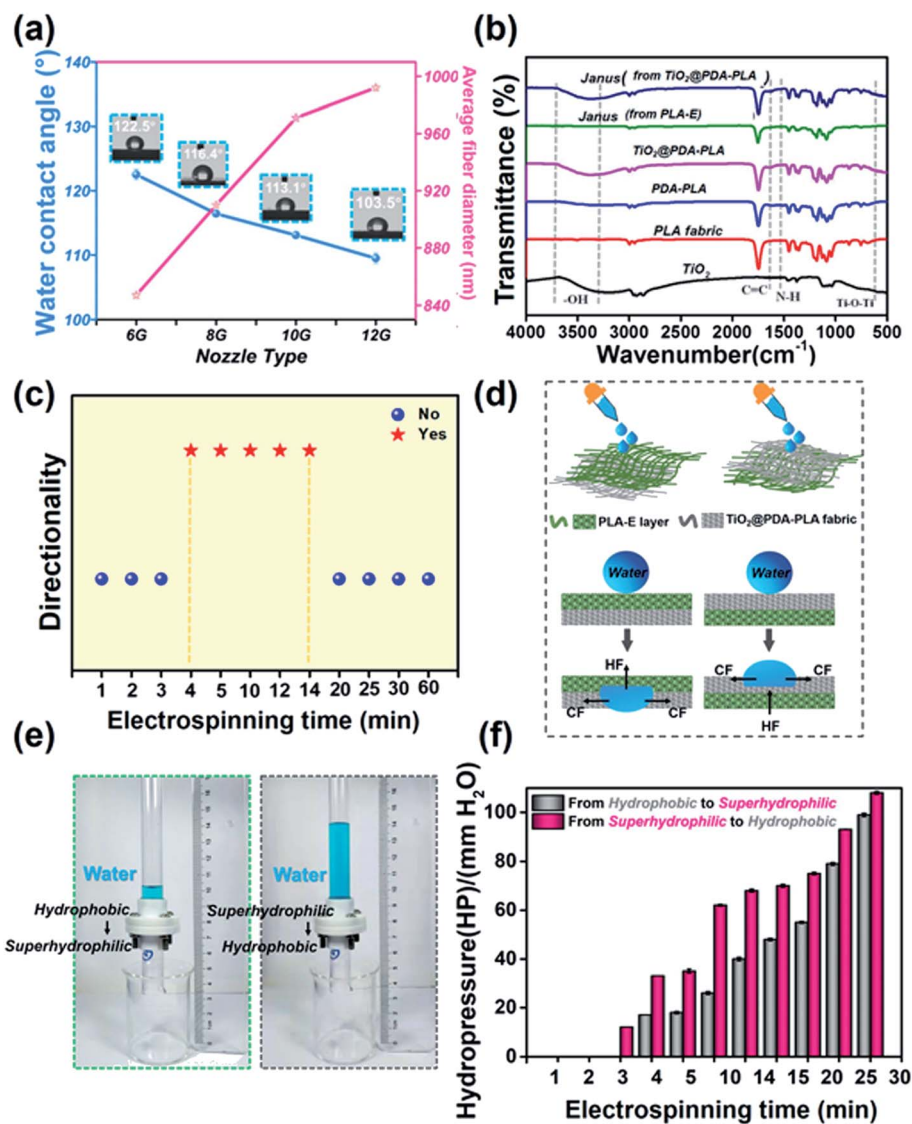 (a)
Water contact angle (°)
140
130
120
110
100
122.5°
116.4°
113.1°
103.5°
1000
960
920
880
840
Average fiber diameter (nm)
6G 8G 10G 12G
Nozzle Type
(b)
Transmittance (%)
Janus( from TiO2@PDA-PLA )
Janus (from PLA-E)
TiO2@PDA-PLA
PDA-PLA
PLA fabric
TiO2
-OH C=C N-H Ti-O-Ti
4000 3500 3000 2500 2000 1500 1000 500
Wavenumber(cm-1)
(c)
Directionality
No
Yes
1 2 3 4 5 10 12 14 20 25 30 60
Electrospinning time (min)
(d)
PLA-E layer TiO2@PDA-PLA fabric
Water Water
HF
CF CF
CF CF
HF
(e)
Water
Hydrophobic
Superhydrophilic
Water
Superhydrophilic
Hydrophobic
(f)
Hydropressure(HP)/(mm H2O)
100
80
60
40
20
0
From Hydrophobic to Superhydrophilic
From Superhydrophilic to Hydrophobic
1 2 3 4 5 10 14 15 20 25 30
Electrospinning time (min)